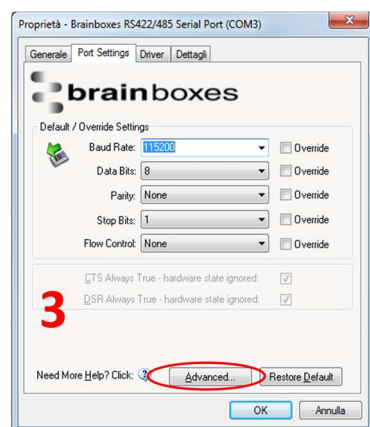 Proprietà - Brainboxes RS422/485 Serial Port (COM3)
Generale Port Settings Driver Dettagli
brainboxes
Default / Override Settings
Baud Rate: 115200 Override
Data Bits: 8 Override
Parity: None Override
Stop Bits: 1 Override
Flow Control: None Override
CTS Always True - hardware state ignored:
DSR Always True - hardware state ignored:
3
Need More Help? Click: Advanced... Restore Default
OK Annulla